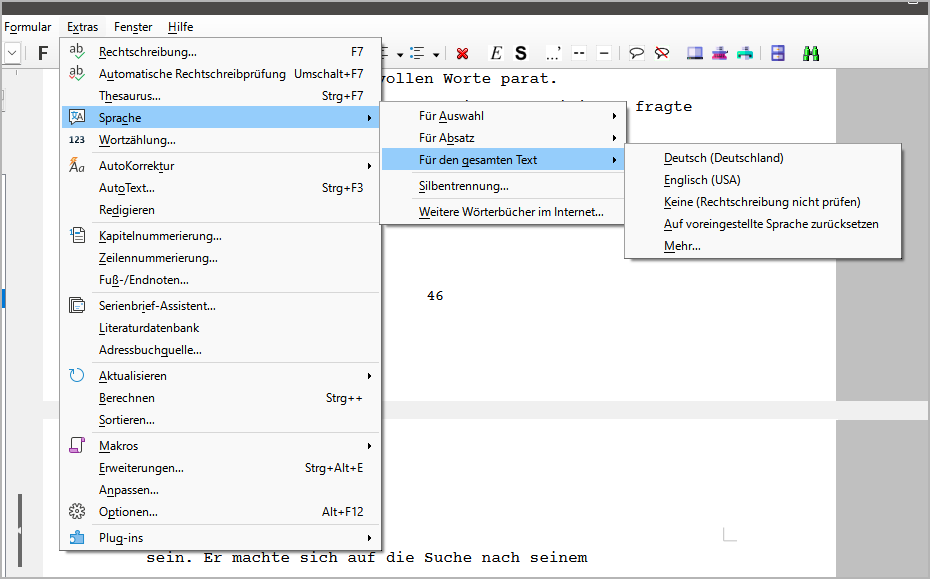 Formular Extras Fenster Hilfe
F E S
Rechtschreibung... F7
Automatische Rechtschreibprüfung Umschalt+F7
Thesaurus... Strg+F7
Sprache
123 Wortzählung...
AutoKorrektur
AutoText... Strg+F3
Redigieren
Kapitelnummerierung...
Zeilennummerierung...
Fuß-/Endnoten...
Serienbrief-Assistent...
Literaturdatenbank
Adressbuchquelle...
Aktualisieren
Berechnen Strg++
Sortieren...
Makros
Erweiterungen... Strg+Alt+E
Anpassen...
Optionen... Alt+F12
Plug-ins
Für Auswahl
Für Absatz
Für den gesamten Text
Silbentrennung...
Weitere Wörterbücher im Internet...
Deutsch (Deutschland)
Englisch (USA)
Keine (Rechtschreibung nicht prüfen)
Auf voreingestellte Sprache zurücksetzen
Mehr...
vollen Worte parat.
fragte
46
sein. Er machte sich auf die Suche nach seinem